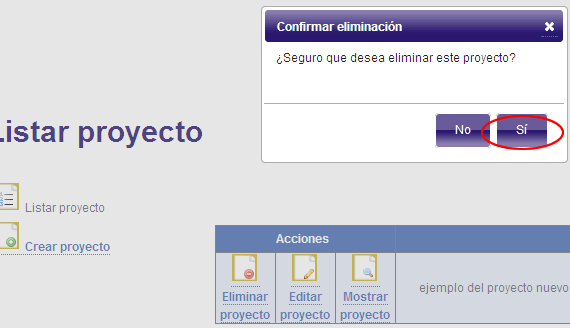 Confirmar eliminación
¿Seguro que desea eliminar este proyecto?
No
Sí
Listar proyecto
Listar proyecto
Crear proyecto
Acciones
Eliminar proyecto
Editar proyecto
Mostrar proyecto
ejemplo del proyecto nuevo